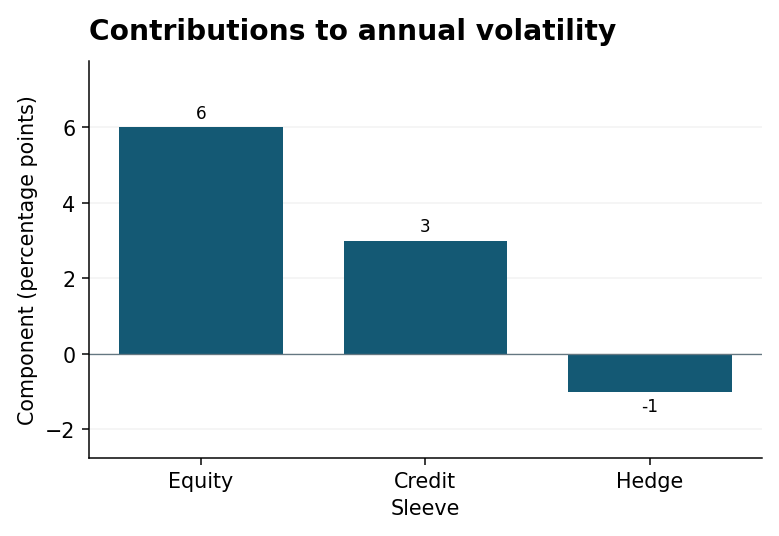 Contributions to annual volatility
Component (percentage points)
6
4
2
0
−2
6
3
-1
Equity
Credit
Hedge
Sleeve